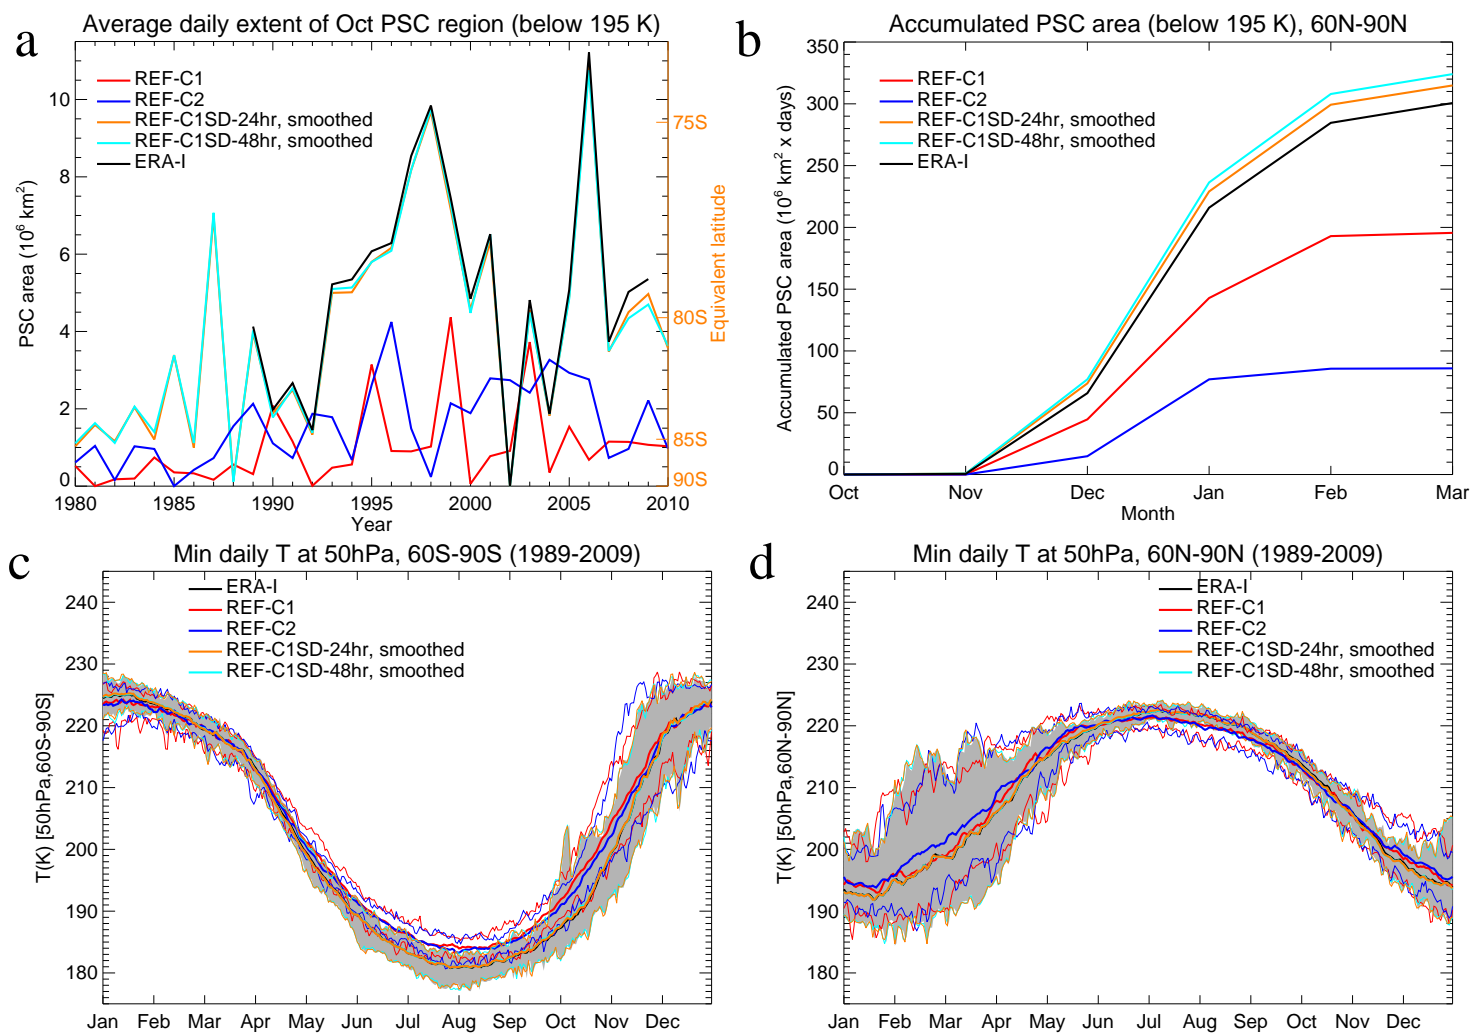 a
Average daily extent of Oct PSC region (below 195 K)
REF-C1
REF-C2
REF-C1SD-24hr, smoothed
REF-C1SD-48hr, smoothed
ERA-I
PSC area (10⁶ km²)
10
8
6
4
2
0
75S
80S
85S
90S
Equivalent latitude
1980
1985
1990
1995
2000
2005
2010
Year
b
Accumulated PSC area (below 195 K), 60N-90N
REF-C1
REF-C2
REF-C1SD-24hr, smoothed
REF-C1SD-48hr, smoothed
ERA-I
Accumulated PSC area (10⁶ km² x days)
350
300
250
200
150
100
50
0
Oct
Nov
Dec
Jan
Feb
Mar
Month
c
Min daily T at 50hPa, 60S-90S (1989-2009)
ERA-I
REF-C1
REF-C2
REF-C1SD-24hr, smoothed
REF-C1SD-48hr, smoothed
T(K) [50hPa,60S-90S]
240
230
220
210
200
190
180
Jan
Feb
Mar
Apr
May
Jun
Jul
Aug
Sep
Oct
Nov
Dec
d
Min daily T at 50hPa, 60N-90N (1989-2009)
ERA-I
REF-C1
REF-C2
REF-C1SD-24hr, smoothed
REF-C1SD-48hr, smoothed
T(K) [50hPa,60N-90N]
240
230
220
210
200
190
180
Jan
Feb
Mar
Apr
May
Jun
Jul
Aug
Sep
Oct
Nov
Dec